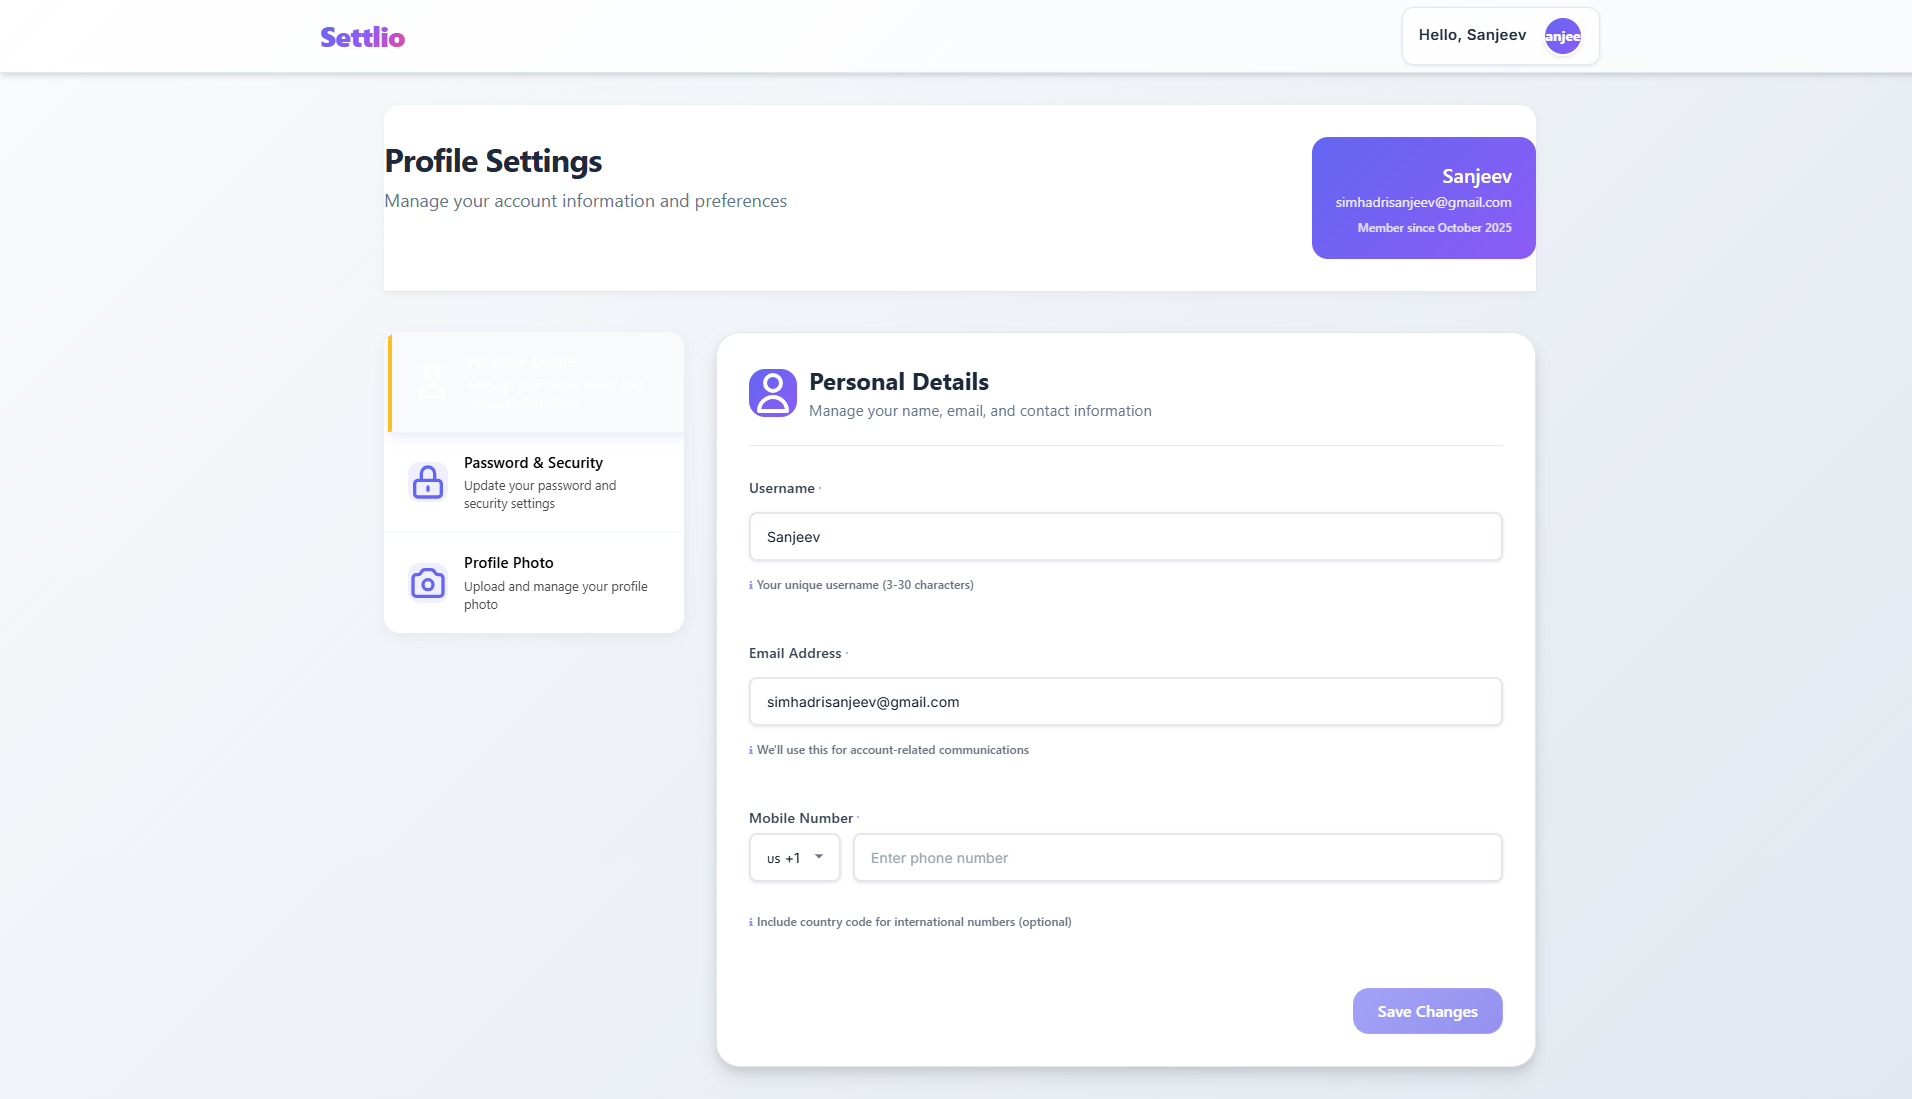 Settlio
Hello, Sanjeev
anjee
Profile Settings
Manage your account information and preferences
Sanjeev
simhadrisanjeev@gmail.com
Member since October 2025
Personal Details
Manage your name, email, and
contact information
Password & Security
Update your password and
security settings
Profile Photo
Upload and manage your profile
photo
Personal Details
Manage your name, email, and contact information
Username
Sanjeev
i Your unique username (3-30 characters)
Email Address
simhadrisanjeev@gmail.com
i We'll use this for account-related communications
Mobile Number
us +1
Enter phone number
i Include country code for international numbers (optional)
Save Changes